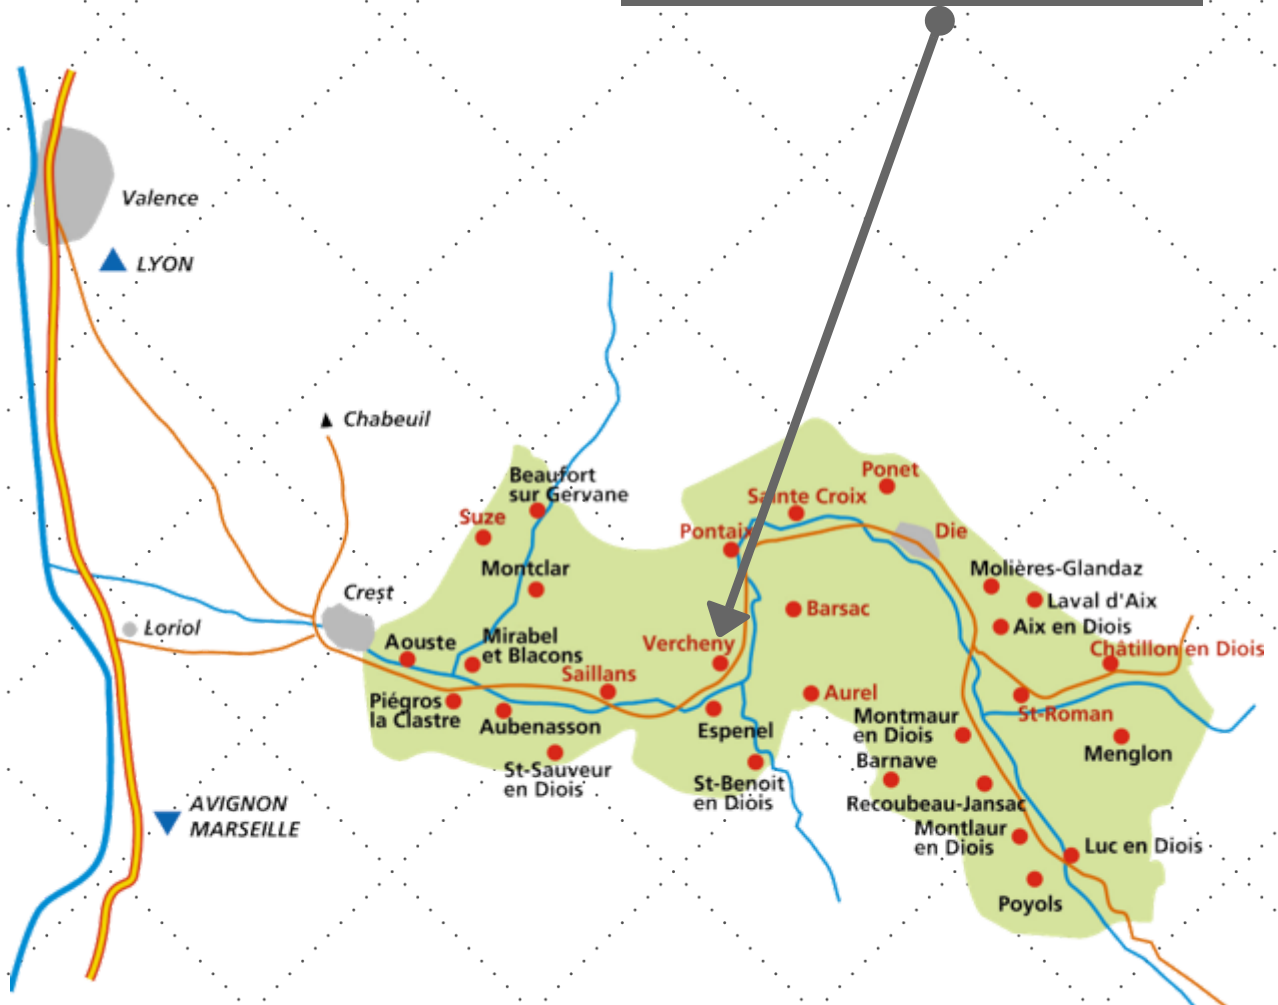 Valence
LYON
Chabeuil
Beaufort
sur Gervane
Suze
Montclar
Crest
Loriol
Aouste
Mirabel
et Blacons
Saillans
Piégros
la Clastre
Aubenasson
St-Sauveur
en Diois
AVIGNON
MARSEILLE
Ponet
Sainte Croix
Pontaix
Die
Molières-Glandaz
Laval d'Aix
Barsac
Aix en Diois
Vercheny
Châtillon en Diois
Aurel
St-Roman
Espenel
Montmaur
en Diois
Menglon
Barnave
St-Benoit
en Diois
Recoubeau-Jansac
Montlaur
en Diois
Luc en Diois
Poyols